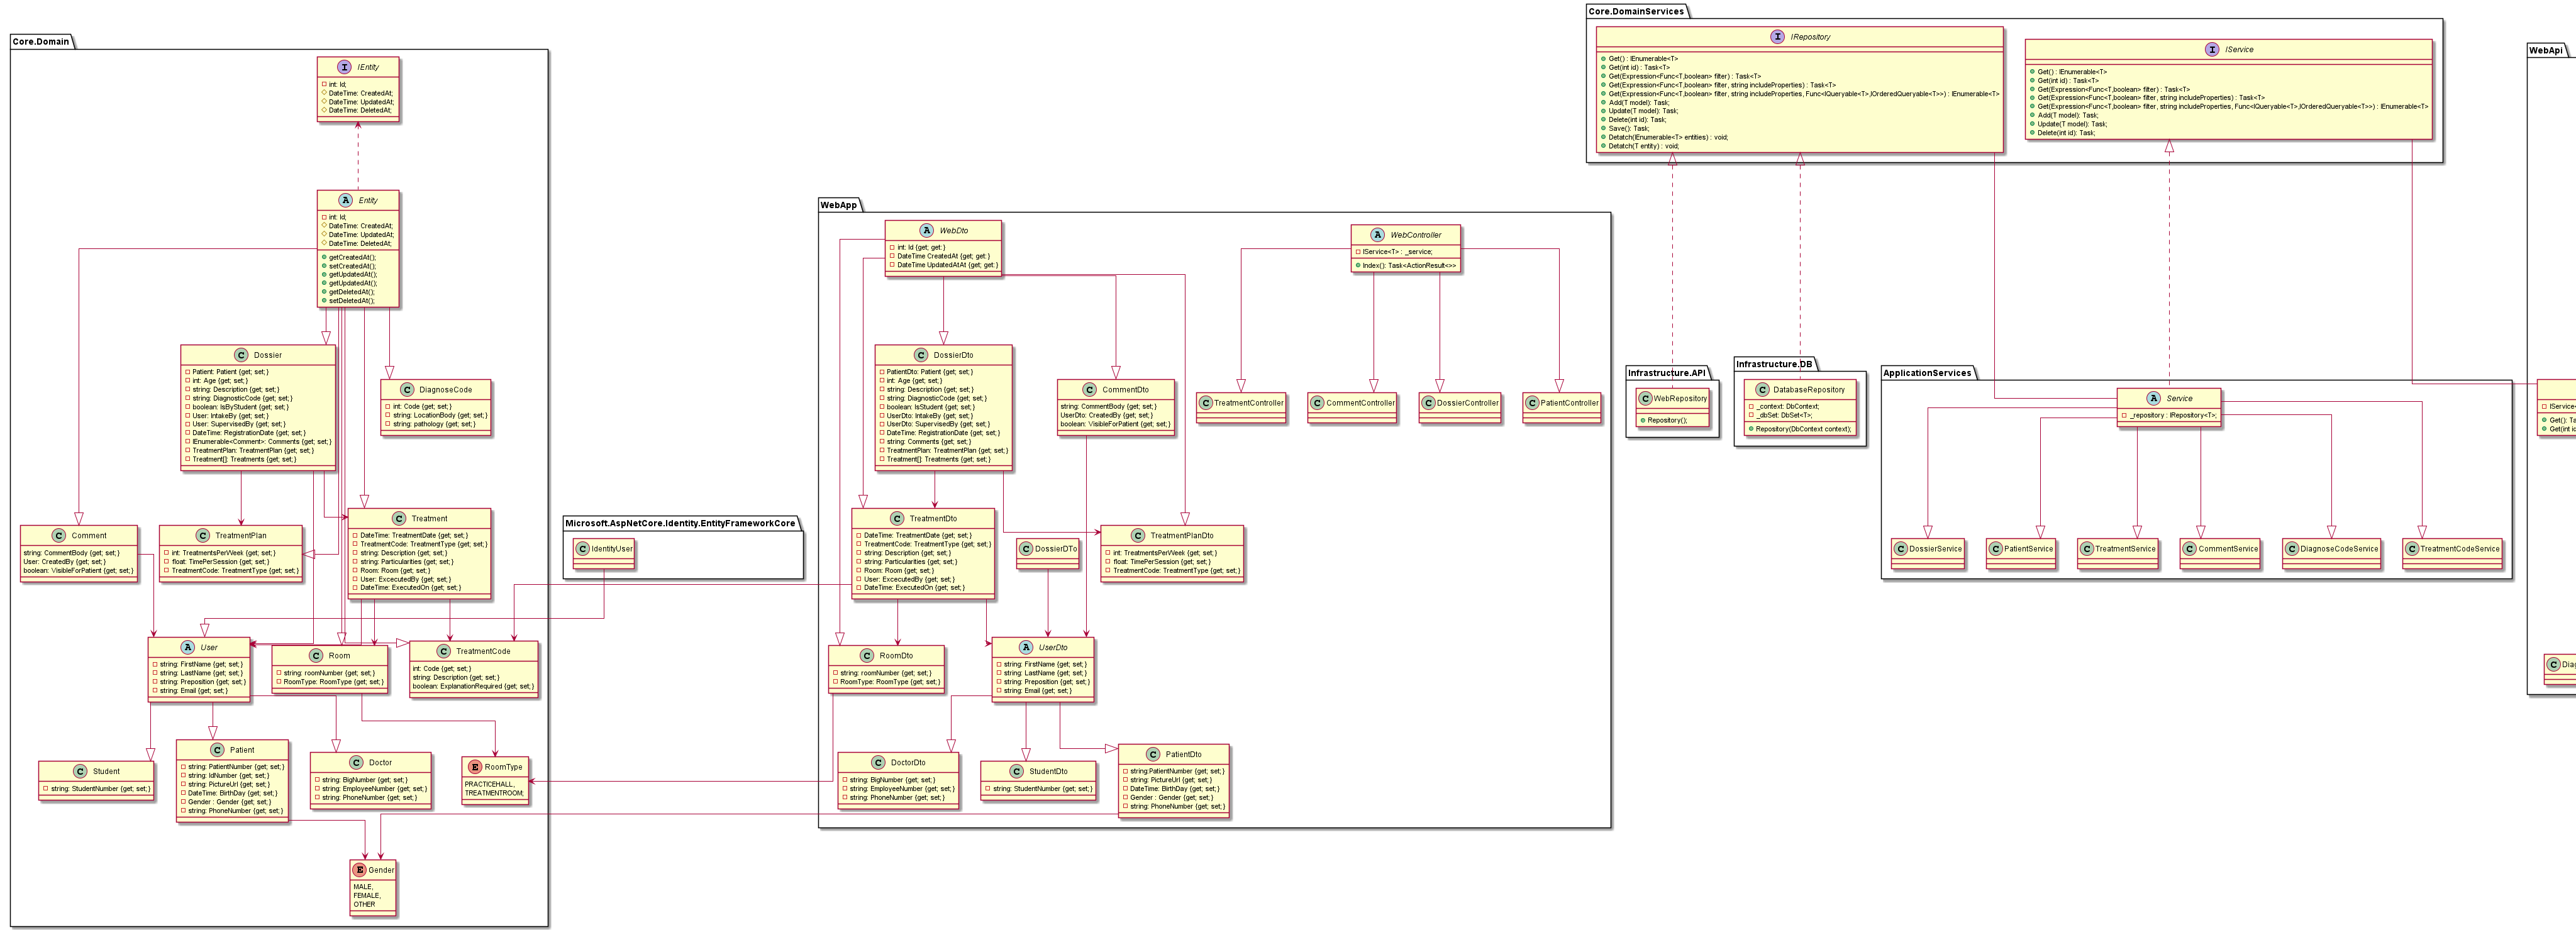 Core.Domain
IEntity
int: Id;
DateTime: CreatedAt;
DateTime: UpdatedAt;
DateTime: DeletedAt;
Entity
int: Id;
DateTime: CreatedAt;
DateTime: UpdatedAt;
DateTime: DeletedAt;
getCreatedAt();
setCreatedAt();
getUpdatedAt();
getUpdatedAt();
getDeletedAt();
setDeletedAt();
Dossier
Patient: Patient {get; set;}
int: Age {get; set;}
string: Description {get; set;}
string: DiagnosticCode {get; set;}
boolean: IsByStudent {get; set;}
User: IntakeBy {get; set;}
User: SupervisedBy {get; set;}
DateTime: RegistrationDate {get; set;}
IEnumerable<Comment>: Comments {get; set;}
TreatmentPlan: TreatmentPlan {get; set;}
Treatment[]: Treatments {get; set;}
DiagnoseCode
int: Code {get; set;}
string: LocationBody {get; set;}
string: pathology {get; set;}
Comment
string: CommentBody {get; set;}
User: CreatedBy {get; set;}
boolean: VisibleForPatient {get; set;}
TreatmentPlan
int: TreatmentsPerWeek {get; set;}
float: TimePerSession {get; set;}
TreatmentCode: TreatmentType {get; set;}
Treatment
DateTime: TreatmentDate {get; set;}
TreatmentCode: TreatmentType {get; set;}
string: Description {get; set;}
string: Particularities {get; set;}
Room: Room {get; set;}
User: ExcecutedBy {get; set;}
DateTime: ExecutedOn {get; set;}
User
string: FirstName {get; set;}
string: LastName {get; set;}
string: Preposition {get; set;}
string: Email {get; set;}
Room
string: roomNumber {get; set;}
RoomType: RoomType {get; set;}
TreatmentCode
int: Code {get; set;}
string: Description {get; set;}
boolean: ExplanationRequired {get; set;}
Student
string: StudentNumber {get; set;}
Patient
string: PatientNumber {get; set;}
string: IdNumber {get; set;}
string: PictureUrl {get; set;}
DateTime: BirthDay {get; set;}
Gender : Gender {get; set;}
string: PhoneNumber {get; set;}
Doctor
string: BigNumber {get; set;}
string: EmployeeNumber {get; set;}
string: PhoneNumber {get; set;}
RoomType
PRACTICEHALL,
TREATMENTROOM;
Gender
MALE,
FEMALE,
OTHER
Microsoft.AspNetCore.Identity.EntityFrameworkCore
IdentityUser
WebApp
WebDto
int: Id {get; get:}
DateTime CreatedAt {get; get:}
DateTime UpdatedAtAt {get; get:}
WebController
IService<T> : _service;
Index(): Task<ActionResult<>>
DossierDto
PatientDto: Patient {get; set;}
int: Age {get; set;}
string: Description {get; set;}
string: DiagnosticCode {get; set;}
boolean: IsStudent {get; set;}
UserDto: IntakeBy {get; set;}
UserDto: SupervisedBy {get; set;}
DateTime: RegistrationDate {get; set;}
string: Comments {get; set;}
TreatmentPlan: TreatmentPlan {get; set;}
Treatment[]: Treatments {get; set;}
CommentDto
string: CommentBody {get; set;}
UserDto: CreatedBy {get; set;}
boolean: VisibleForPatient {get; set;}
TreatmentController
CommentController
DossierController
PatientController
TreatmentDto
DateTime: TreatmentDate {get; set;}
TreatmentCode: TreatmentType {get; set;}
string: Description {get; set;}
string: Particularities {get; set;}
Room: Room {get; set;}
User: ExcecutedBy {get; set;}
DateTime: ExecutedOn {get; set;}
DossierDTo
TreatmentPlanDto
int: TreatmentsPerWeek {get; set;}
float: TimePerSession {get; set;}
TreatmentCode: TreatmentType {get; set;}
RoomDto
string: roomNumber {get; set;}
RoomType: RoomType {get; set;}
UserDto
string: FirstName {get; set;}
string: LastName {get; set;}
string: Preposition {get; set;}
string: Email {get; set;}
DoctorDto
string: BigNumber {get; set;}
string: EmployeeNumber {get; set;}
string: PhoneNumber {get; set;}
StudentDto
string: StudentNumber {get; set;}
PatientDto
string:PatientNumber {get; set;}
string: PictureUrl {get; set;}
DateTime: BirthDay {get; set;}
Gender : Gender {get; set;}
string: PhoneNumber {get; set;}
Core.DomainServices
IRepository
Get() : IEnumerable<T>
Get(int id) : Task<T>
Get(Expression<Func<T,boolean> filter) : Task<T>
Get(Expression<Func<T,boolean> filter, string includeProperties) : Task<T>
Get(Expression<Func<T,boolean> filter, string includeProperties, Func<IQueryable<T>,IOrderedQueryable<T>>) : IEnumerable<T>
Add(T model): Task;
Update(T model): Task;
Delete(int id): Task;
Save(): Task;
Detatch(IEnumerable<T> entities) : void;
Detatch(T entity) : void;
IService
Get() : IEnumerable<T>
Get(int id) : Task<T>
Get(Expression<Func<T,boolean> filter) : Task<T>
Get(Expression<Func<T,boolean> filter, string includeProperties) : Task<T>
Get(Expression<Func<T,boolean> filter, string includeProperties, Func<IQueryable<T>,IOrderedQueryable<T>>) : IEnumerable<T>
Add(T model): Task;
Update(T model): Task;
Delete(int id): Task;
Infrastructure.API
WebRepository
Repository();
Infrastructure.DB
DatabaseRepository
_context: DbContext;
_dbSet: DbSet<T>;
Repository(DbContext context);
ApplicationServices
Service
_repository : IRepository<T>;
DossierService
PatientService
TreatmentService
CommentService
DiagnoseCodeService
TreatmentCodeService
WebApi
IService<
Get(): Ta
Get(int id
Diag